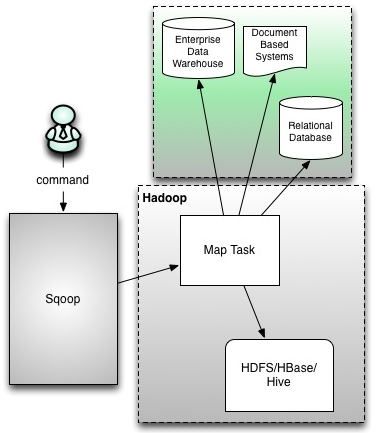 Enterprise
Data
Warehouse
Document
Based
Systems
Relational
Database
command
Hadoop
Map Task
Sqoop
HDFS/HBase/
Hive